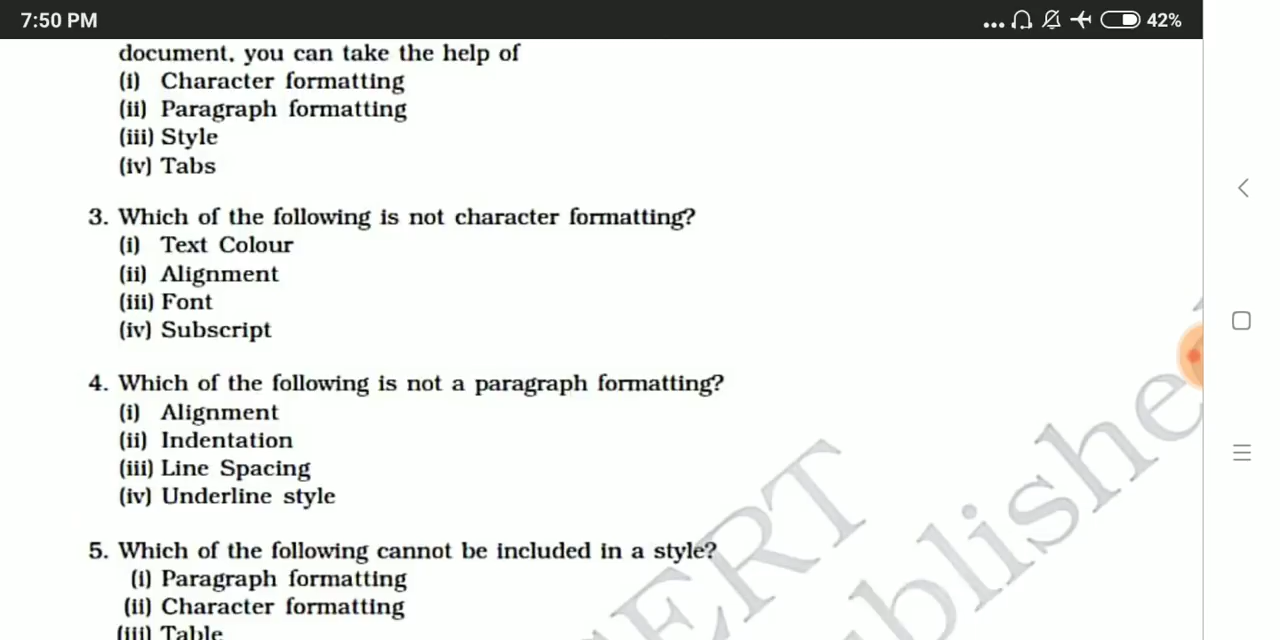 7:50 PM
42%
document, you can take the help of
(i) Character formatting
(ii) Paragraph formatting
(iii) Style
(iv) Tabs
3. Which of the following is not character formatting?
(i) Text Colour
(ii) Alignment
(iii) Font
(iv) Subscript
4. Which of the following is not a paragraph formatting?
(i) Alignment
(ii) Indentation
(iii) Line Spacing
(iv) Underline style
5. Which of the following cannot be included in a style?
(i) Paragraph formatting
(ii) Character formatting
(iii) Table
ERT
blishe